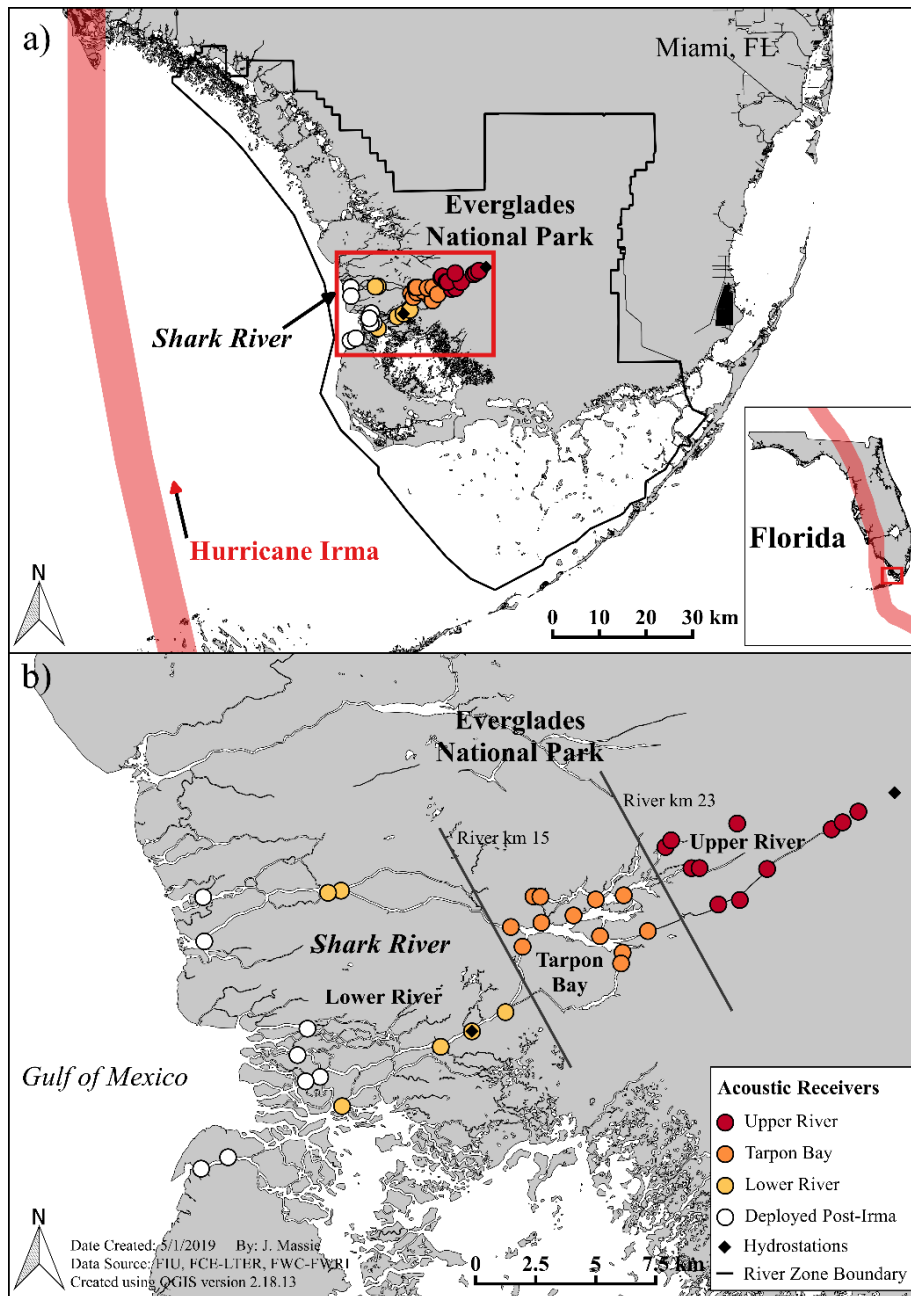 a)
Miami, FL
Everglades
National Park
Shark River
Hurricane Irma
Florida
N
0 10 20 30 km
b)
Everglades
National Park
River km 23
River km 15
Upper River
Shark River
Tarpon
Bay
Lower River
Gulf of Mexico
Acoustic Receivers
Upper River
Tarpon Bay
Lower River
Deployed Post-Irma
Hydrostations
River Zone Boundary
N
Date Created: 5/1/2019 By: J. Massie
Data Source: FIU, FCE-LTER, FWC-FWRI
Created using QGIS version 2.18.13
0 2.5 5 7.5 km